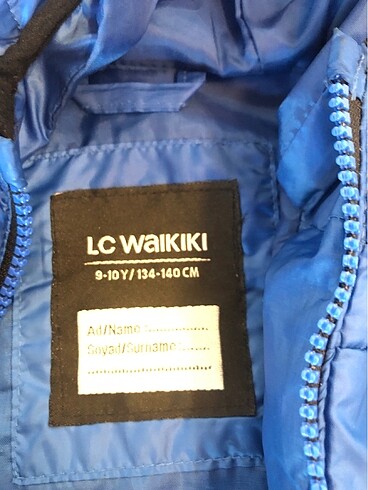 LC WAIKIKI
9-10 Y / 134-140 CM
Ad/Name ................
Soyad/Surname ........
................................